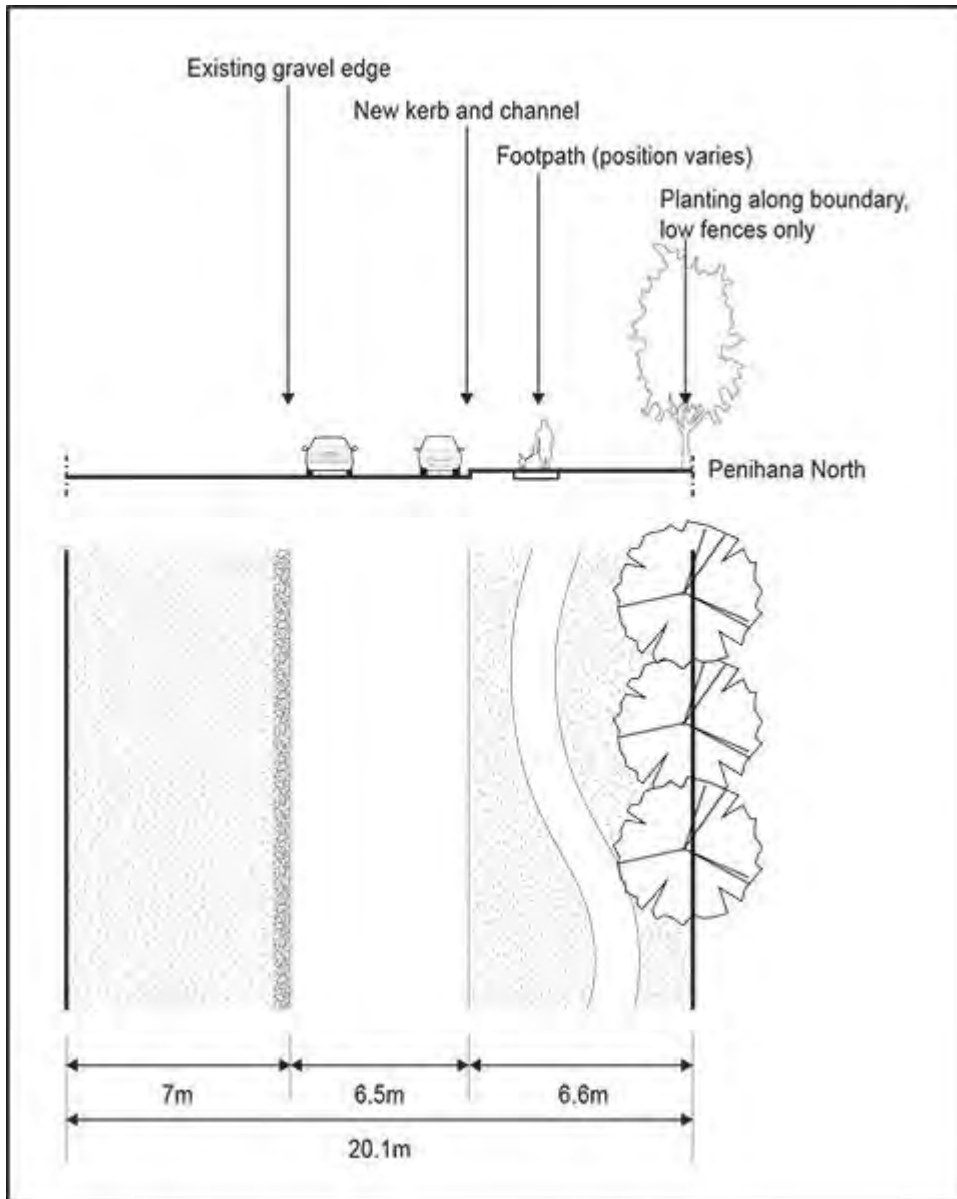 Existing gravel edge
New kerb and channel
Footpath (position varies)
Planting along boundary,
low fences only
Penihana North
7m
6.5m
6.6m
20.1m